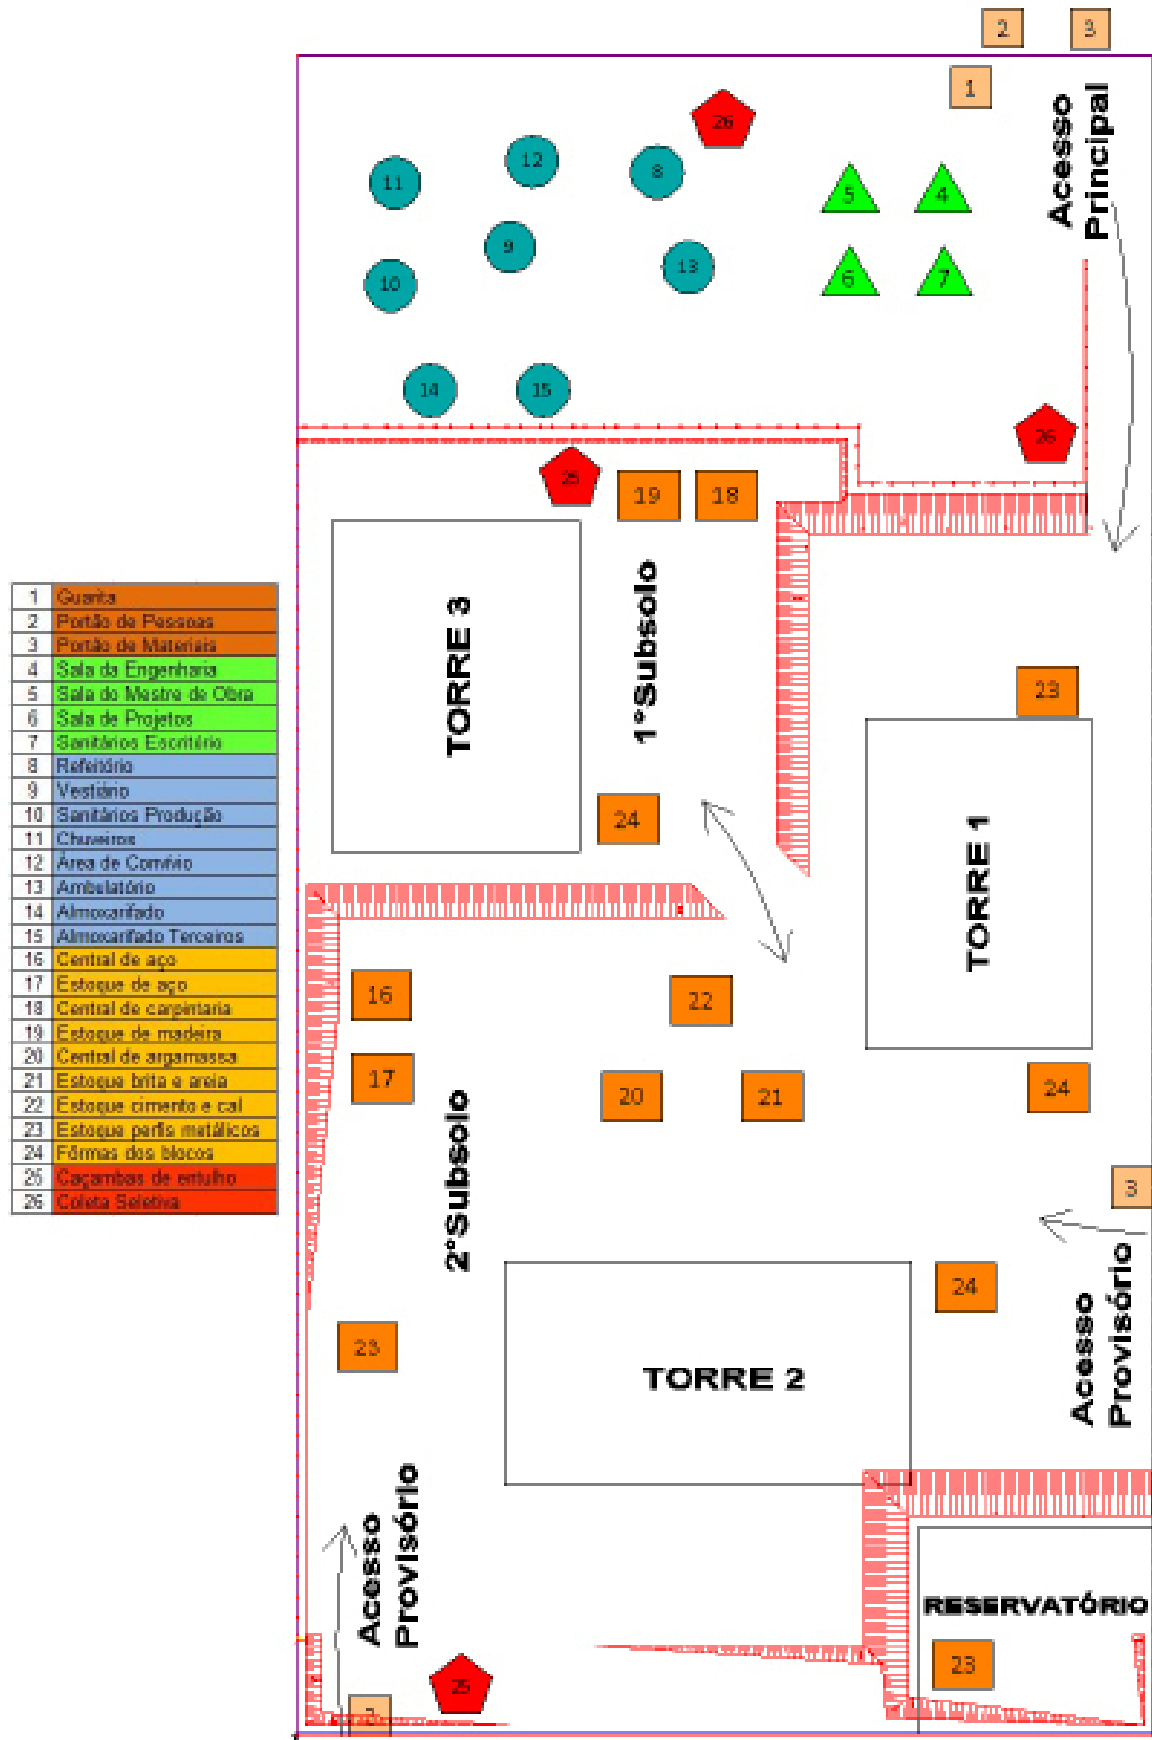 2
3
1
Acesso
Principal
26
12
8
11
5
4
9
13
10
6
7
14
15
26
25
19
18
TORRE 3
1°Subsolo
23
24
TORRE 1
16
22
17
20
21
24
2°Subsolo
3
24
Acesso
Provisório
23
TORRE 2
Acesso
Provisório
RESERVATÓRIO
23
25
1 Guarita
2 Portão de Pessoas
3 Portão de Materiais
4 Sala da Engenharia
5 Sala do Mestre de Obra
6 Sala de Projetos
7 Sanitários Escritório
8 Refeitório
9 Vestiário
10 Sanitários Produção
11 Chuveiros
12 Área de Convívio
13 Ambulatório
14 Almoxarifado
15 Almoxarifado Terceiros
16 Central de aço
17 Estoque de aço
18 Central de carpintaria
19 Estoque de madeira
20 Central de argamassa
21 Estoque brita e areia
22 Estoque cimento e cal
23 Estoque perfis metálicos
24 Fôrmas dos blocos
25 Caçambas de entulho
26 Coleta Seletiva